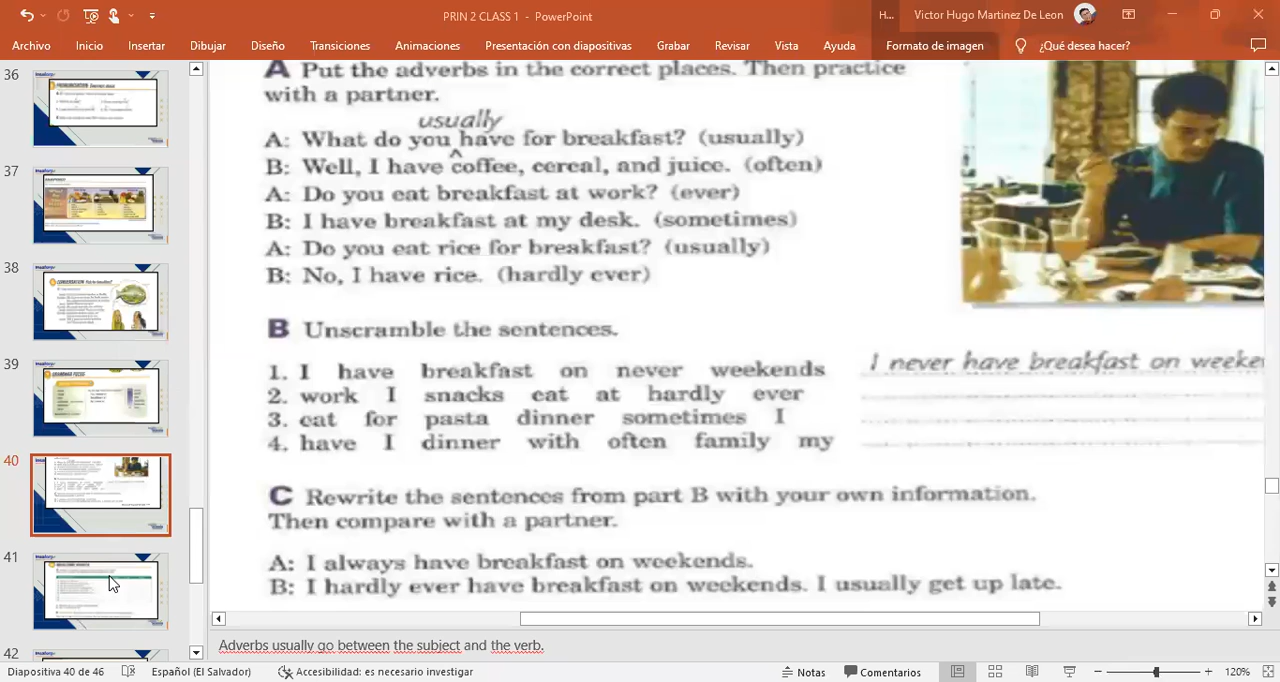 PRIN 2 CLASS 1 - PowerPoint
H...
Victor Hugo Martinez De Leon
Archivo Inicio Insertar Dibujar Diseño Transiciones Animaciones Presentación con diapositivas Grabar Revisar Vista Ayuda Formato de imagen ¿Qué desea hacer?
36
37
38
39
40
41
42
A Put the adverbs in the correct places. Then practice
with a partner.
usually
A: What do you have for breakfast? (usually)
B: Well, I have coffee, cereal, and juice. (often)
A: Do you eat breakfast at work? (ever)
B: I have breakfast at my desk. (sometimes)
A: Do you eat rice for breakfast? (usually)
B: No, I have rice. (hardly ever)
B Unscramble the sentences.
1. I have breakfast on never weekends I never have breakfast on weeke
2. work I snacks eat at hardly ever
3. eat for pasta dinner sometimes I
4. have I dinner with often family my
C Rewrite the sentences from part B with your own information.
Then compare with a partner.
A: I always have breakfast on weekends.
B: I hardly ever have breakfast on weekends. I usually get up late.
Adverbs usually go between the subject and the verb.
Diapositiva 40 de 46 Español (El Salvador) Accesibilidad: es necesario investigar Notas Comentarios 120%